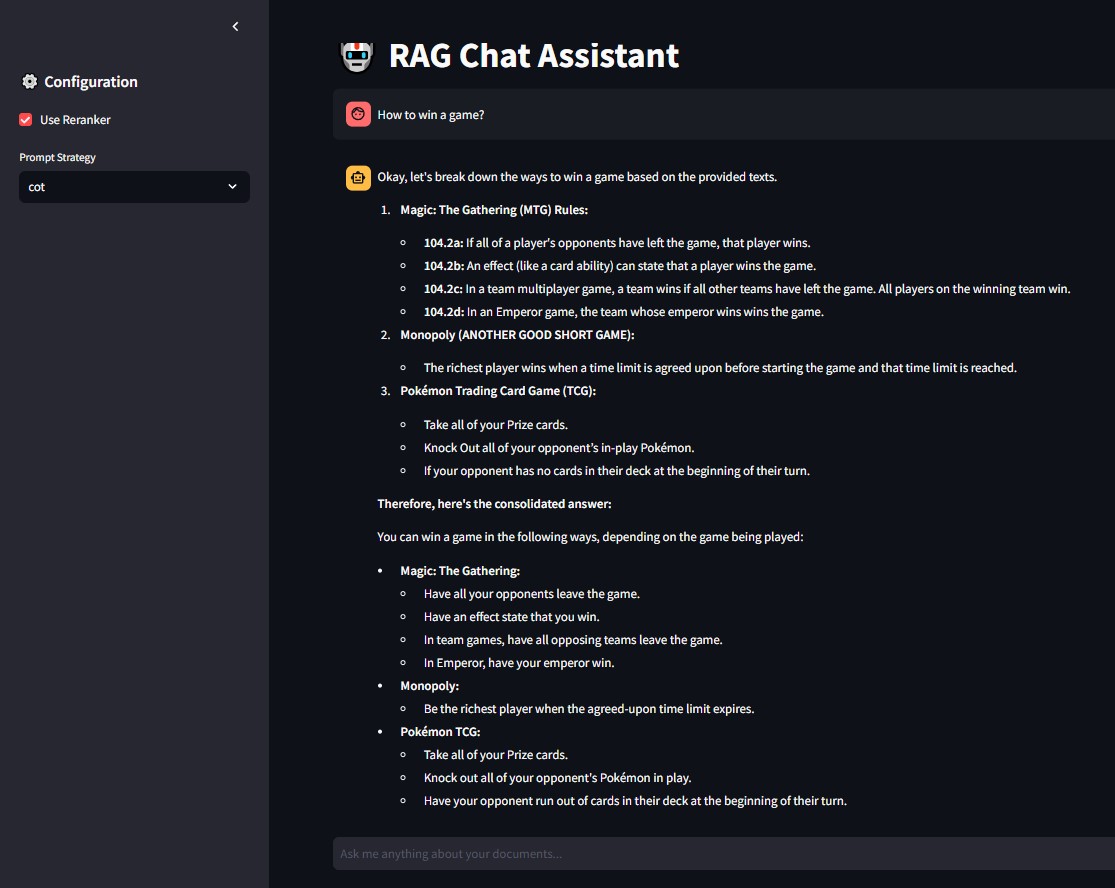 Configuration
Use Reranker
Prompt Strategy
cot
RAG Chat Assistant
How to win a game?
Okay, let's break down the ways to win a game based on the provided texts.
1. Magic: The Gathering (MTG) Rules:
104.2a: If all of a player's opponents have left the game, that player wins.
104.2b: An effect (like a card ability) can state that a player wins the game.
104.2c: In a team multiplayer game, a team wins if all other teams have left the game. All players on the winning team win.
104.2d: In an Emperor game, the team whose emperor wins wins the game.
2. Monopoly (ANOTHER GOOD SHORT GAME):
The richest player wins when a time limit is agreed upon before starting the game and that time limit is reached.
3. Pokémon Trading Card Game (TCG):
Take all of your Prize cards.
Knock Out all of your opponent’s in-play Pokémon.
If your opponent has no cards in their deck at the beginning of their turn.
Therefore, here's the consolidated answer:
You can win a game in the following ways, depending on the game being played:
Magic: The Gathering:
Have all your opponents leave the game.
Have an effect state that you win.
In team games, have all opposing teams leave the game.
In Emperor, have your emperor win.
Monopoly:
Be the richest player when the agreed-upon time limit expires.
Pokémon TCG:
Take all of your Prize cards.
Knock out all of your opponent's Pokémon in play.
Have your opponent run out of cards in their deck at the beginning of their turn.
Ask me anything about your documents...